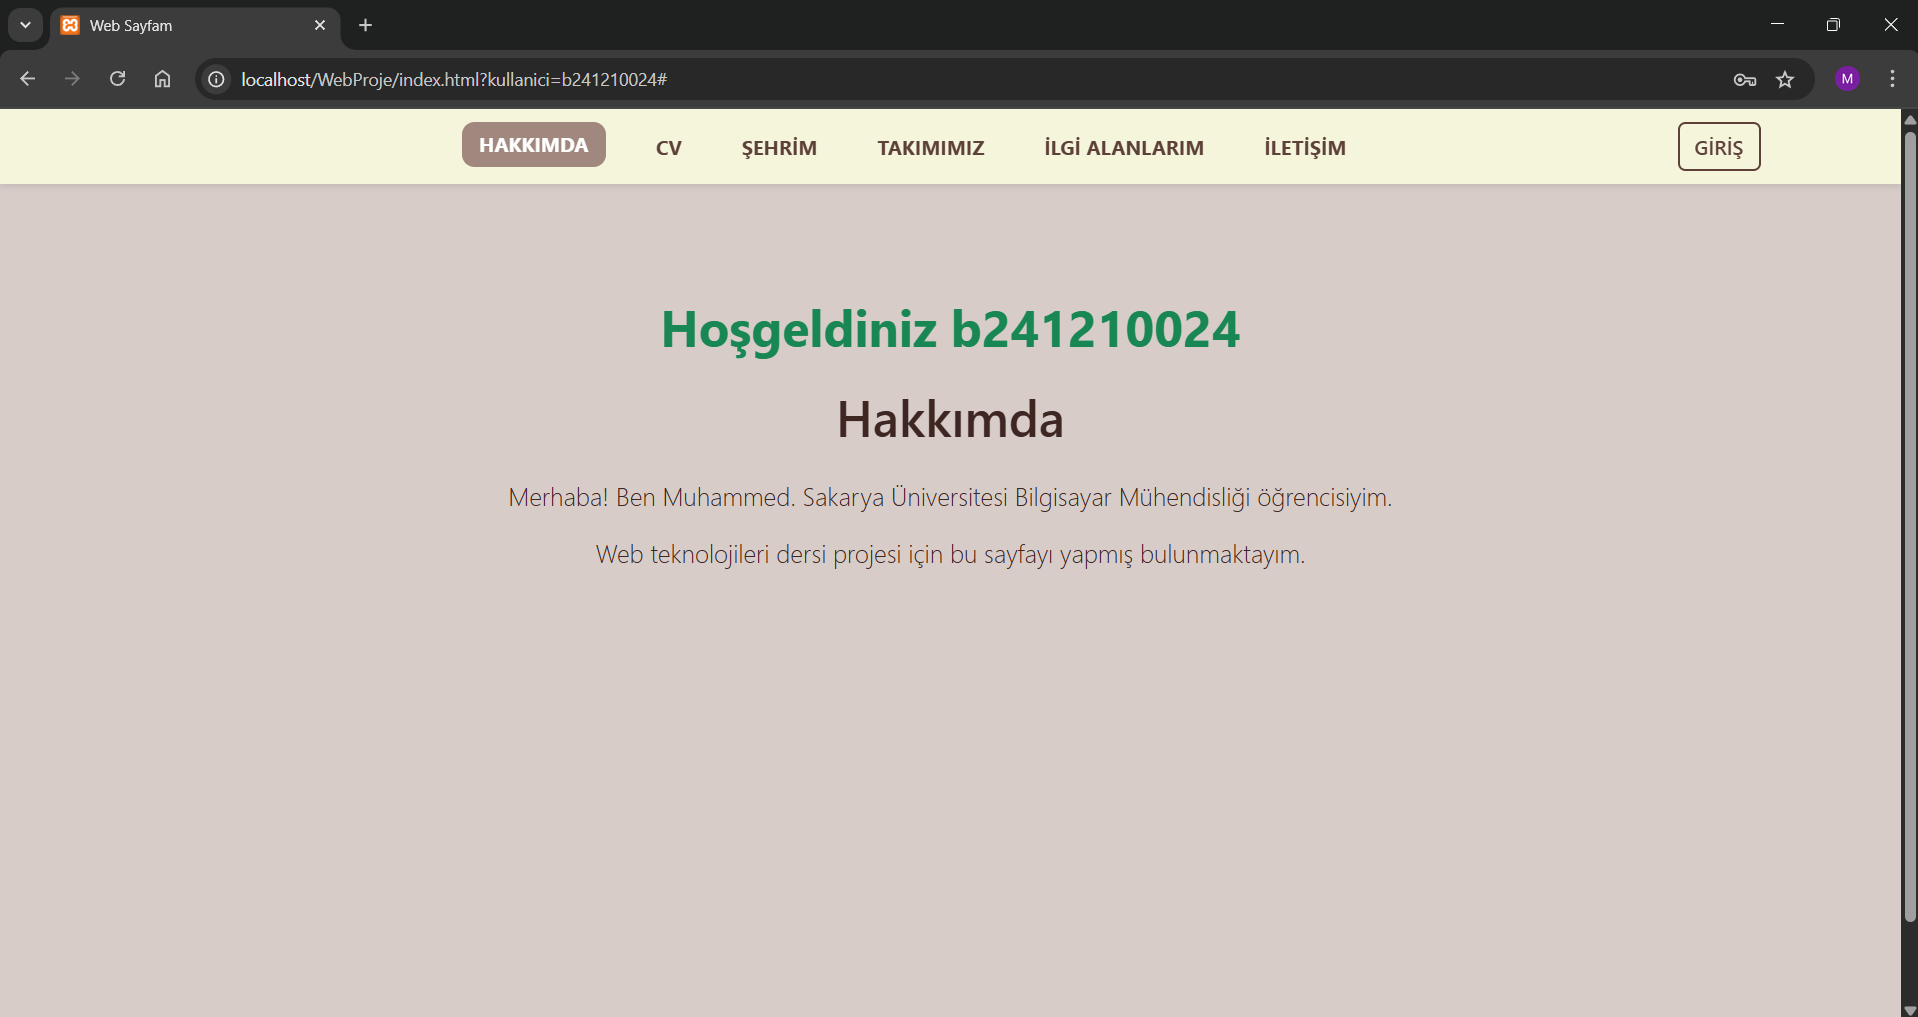 Web Sayfam
localhost/WebProje/index.html?kullanici=b241210024#
M
HAKKIMDA CV ŞEHRİM TAKIMIMIZ İLGİ ALANLARIM İLETİŞİM GİRİŞ
Hoşgeldiniz b241210024
Hakkımda
Merhaba! Ben Muhammed. Sakarya Üniversitesi Bilgisayar Mühendisliği öğrencisiyim.
Web teknolojileri dersi projesi için bu sayfayı yapmış bulunmaktayım.